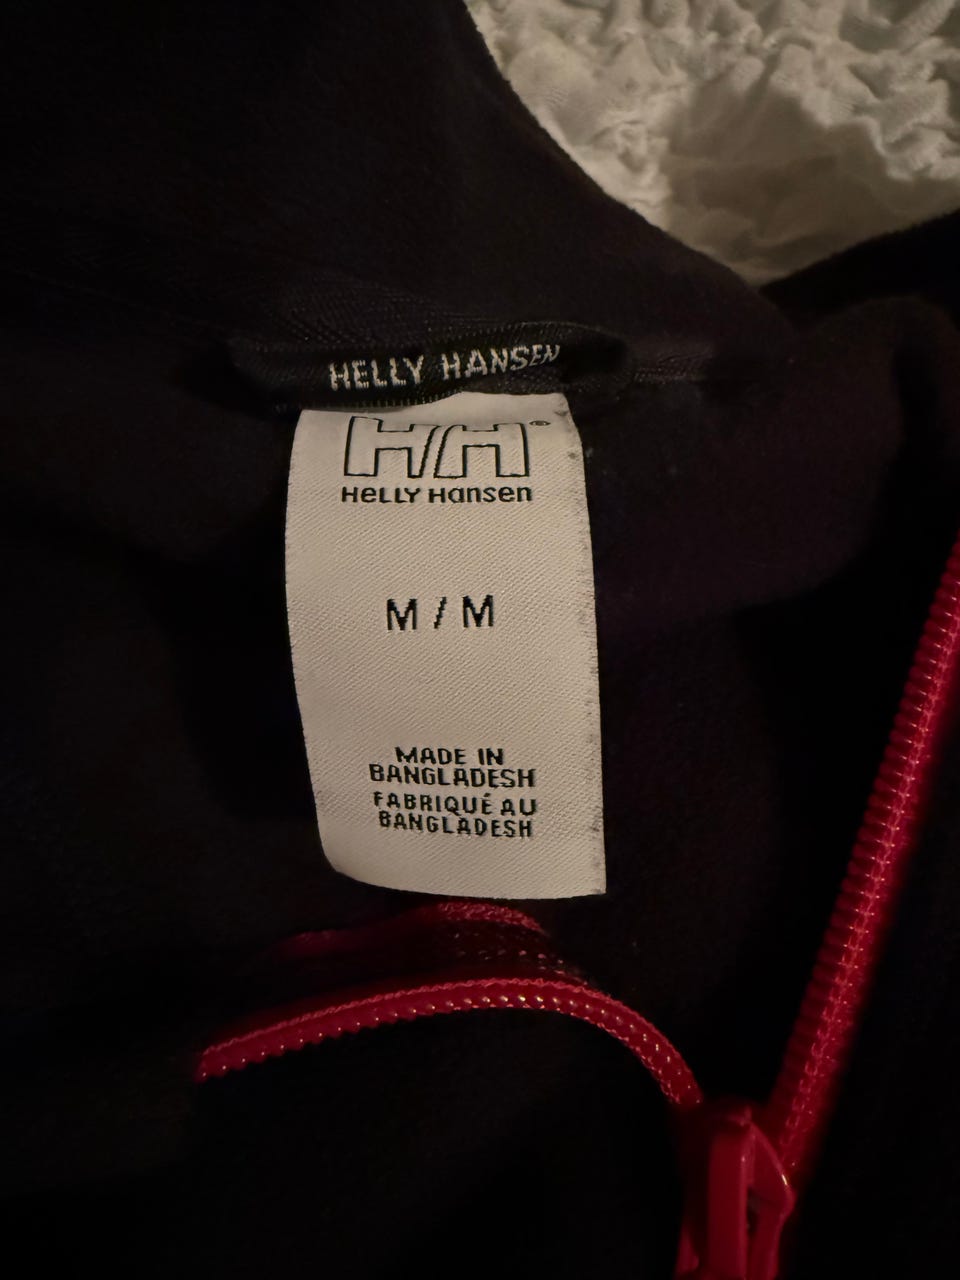 HELLY HANSEN
HH®
HELLY HANSEN
M / M
MADE IN
BANGLADESH
FABRIQUÉ AU
BANGLADESH